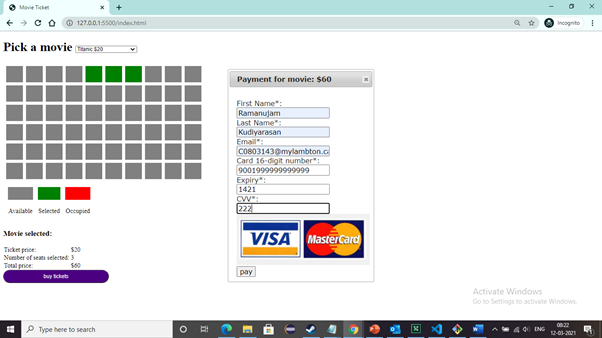 Movie Ticket
127.0.0.1:5500/index.html
Incognito
Pick a movie Titanic $20
Available Selected Occupied
Movie selected:
Ticket price: $20
Number of seats selected: 3
Total price: $60
buy tickets
Payment for movie: $60
First Name*:
Ramanujam
Last Name*:
Kudiyarasan
Email*:
C0803143@mylambton.ca
Card 16-digit number*:
9001999999999999
Expiry*:
1421
CVV*:
222
VISA MasterCard
pay
Activate Windows
Go to Settings to activate Windows.
Type here to search
ENG
08:22
12-03-2021